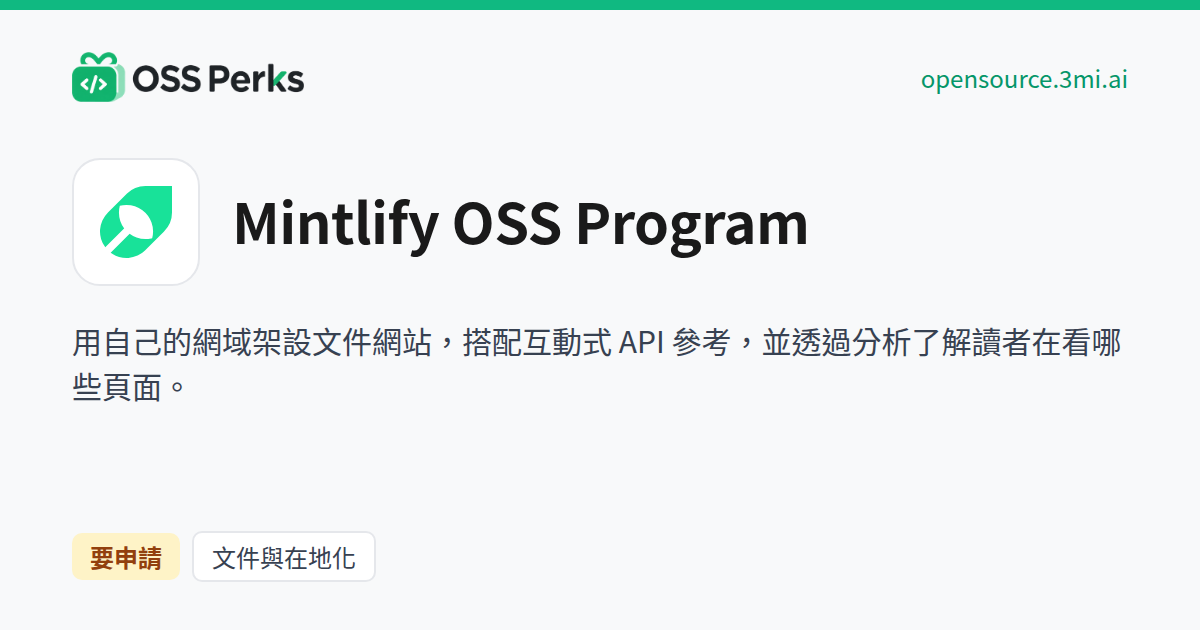 OSS Perks
opensource.3mi.ai
Mintlify OSS Program
用自己的網域架設文件網站，搭配互動式 API 參考，並透過分析了解讀者在看哪
些頁面。
要申請
文件與在地化